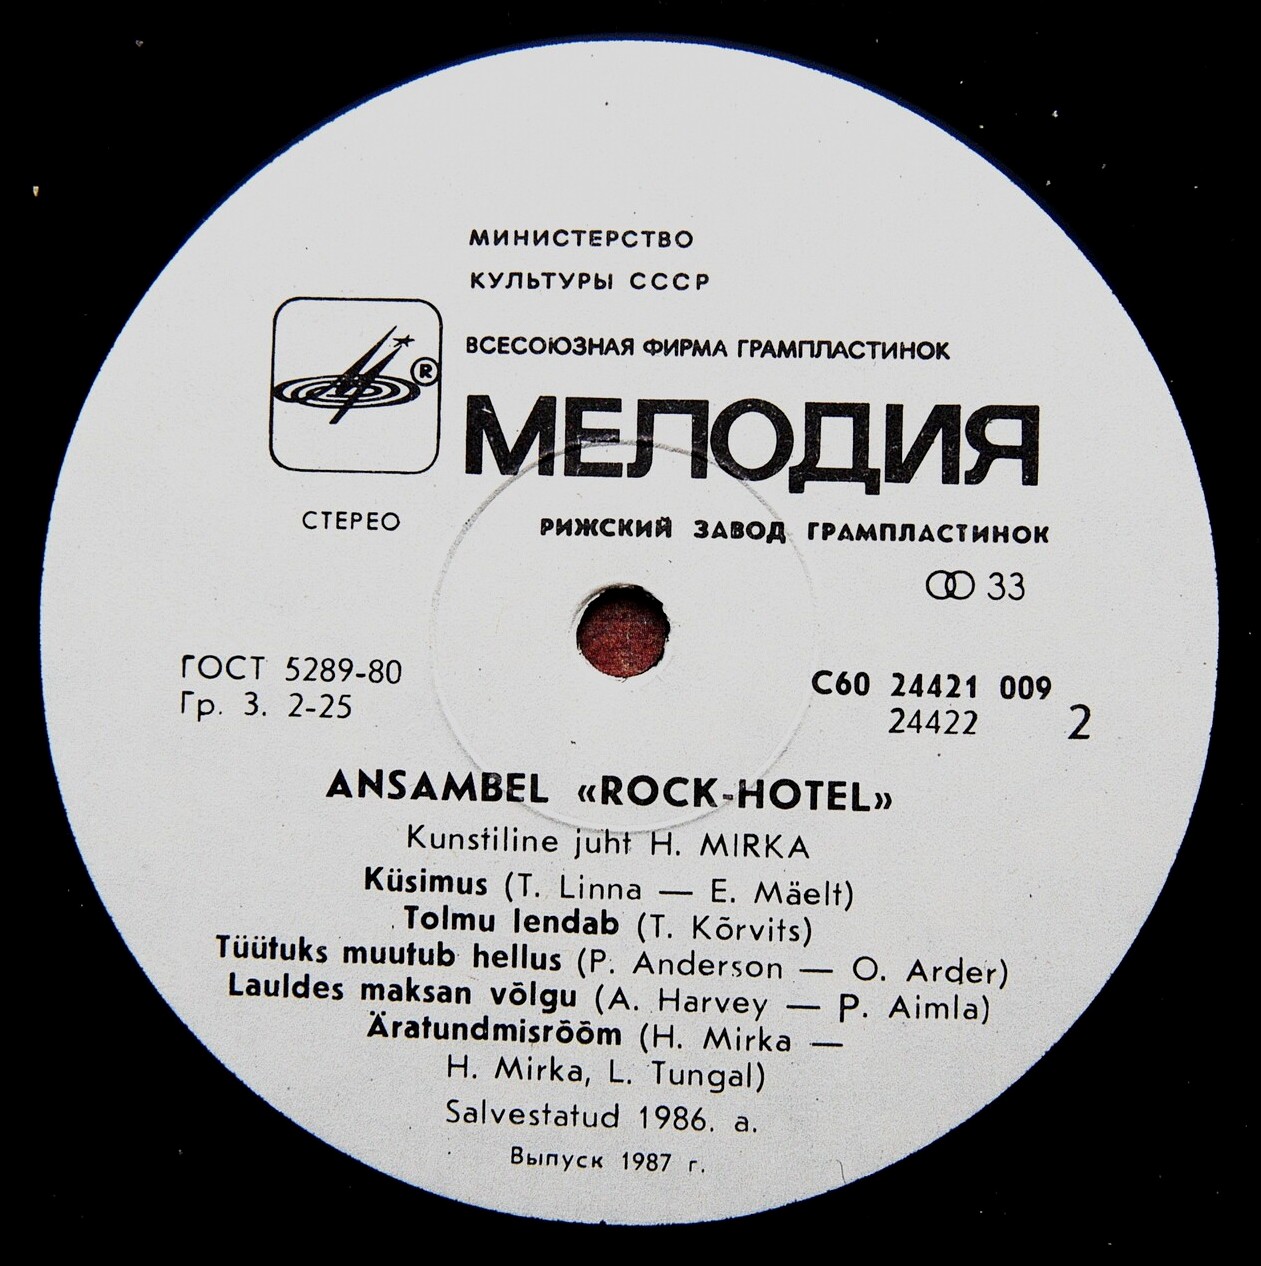 МИНИСТЕРСТВО
КУЛЬТУРЫ СССР
ВСЕСОЮЗНАЯ ФИРМА ГРАМПЛАСТИНОК
®
МЕЛОДИЯ
СТЕРЕО
РИЖСКИЙ ЗАВОД ГРАМПЛАСТИНОК
33
ГОСТ 5289-80
Гр. 3. 2-25
С60 24421 009
24422
2
ANSAMBEL «ROCK-HOTEL»
Kunstiline juht H. MIRKA
Küsimus (T. Linna — E. Mäelt)
Tolmu lendab (T. Kõrvits)
Tüütuks muutub hellus (P. Anderson — O. Arder)
Lauldes maksan võlgu (A. Harvey — P. Aimla)
Äratundmisrõõm (H. Mirka —
H. Mirka, L. Tungal)
Salvestatud 1986. a.
Выпуск 1987 г.